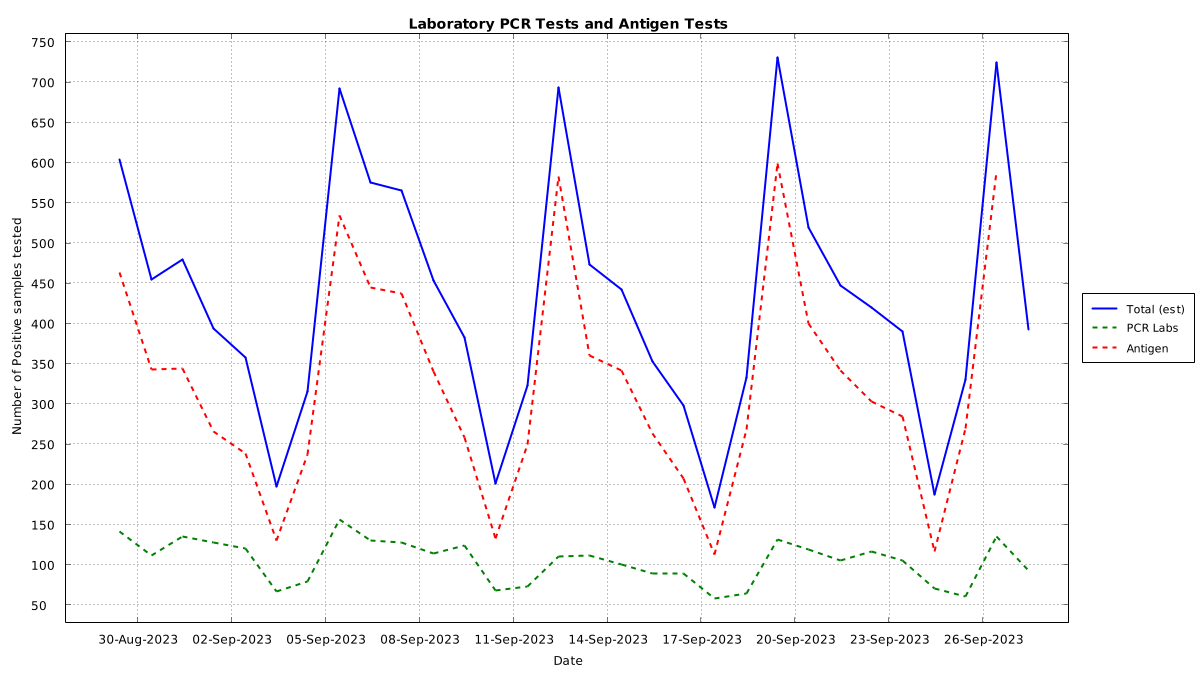 Laboratory PCR Tests and Antigen Tests
750
700
650
600
550
500
450
400
350
300
250
200
150
100
50
Number of Positive samples tested
30-Aug-2023 02-Sep-2023 05-Sep-2023 08-Sep-2023 11-Sep-2023 14-Sep-2023 17-Sep-2023 20-Sep-2023 23-Sep-2023 26-Sep-2023
Date
Total (est)
PCR Labs
Antigen